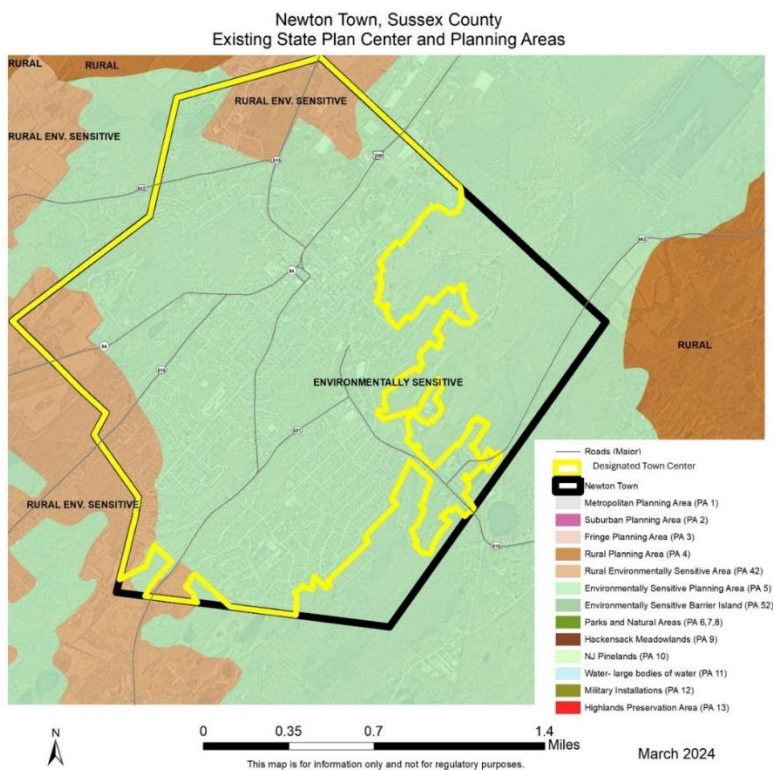 Newton Town, Sussex County
Existing State Plan Center and Planning Areas
RURAL
RURAL
RURAL ENV. SENSITIVE
RURAL ENV. SENSITIVE
206
622
94
94
ENVIRONMENTALLY SENSITIVE
RURAL
621
RURAL ENV. SENSITIVE
Roads (Major)
Designated Town Center
Newton Town
Metropolitan Planning Area (PA 1)
Suburban Planning Area (PA 2)
Fringe Planning Area (PA 3)
Rural Planning Area (PA 4)
Rural Environmentally Sensitive Area (PA 42)
Environmentally Sensitive Planning Area (PA 5)
Environmentally Sensitive Barrier Island (PA 52)
Parks and Natural Areas (PA 6,7,8)
Hackensack Meadowlands (PA 9)
NJ Pinelands (PA 10)
Water- large bodies of water (PA 11)
Military Installations (PA 12)
Highlands Preservation Area (PA 13)
N
0 0.35 0.7 1.4
Miles
This map is for information only and not for regulatory purposes.
March 2024